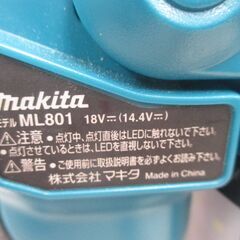 makita
モデル ML801 18V⎓(14.4V⎓)
⚠注意 ●点灯中、点灯直後はLEDに触れないで下さい。
●点灯させているときは、LEDを直視しないで下さい。
⚠警告 ●ご使用前に取扱説明書を必ずお読み下さい。
株式会社 マキタ Made in China